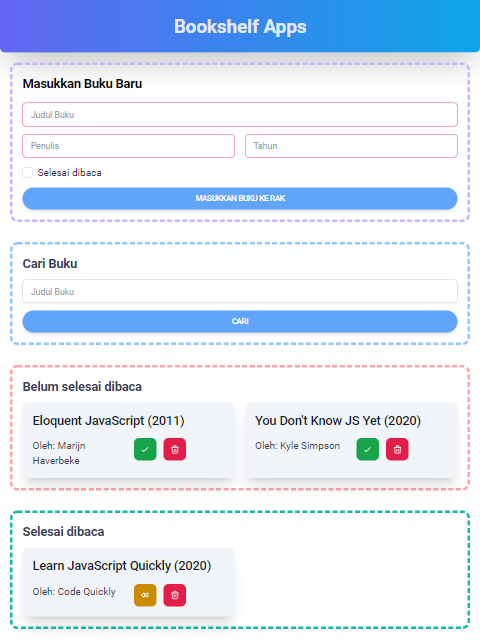 Bookshelf Apps
Masukkan Buku Baru
Judul Buku
Penulis
Tahun
Selesai dibaca
MASUKKAN BUKU KE RAK
Cari Buku
Judul Buku
CARI
Belum selesai dibaca
Eloquent JavaScript (2011)
Oleh: Marijn
Haverbeke
You Don't Know JS Yet (2020)
Oleh: Kyle Simpson
Selesai dibaca
Learn JavaScript Quickly (2020)
Oleh: Code Quickly